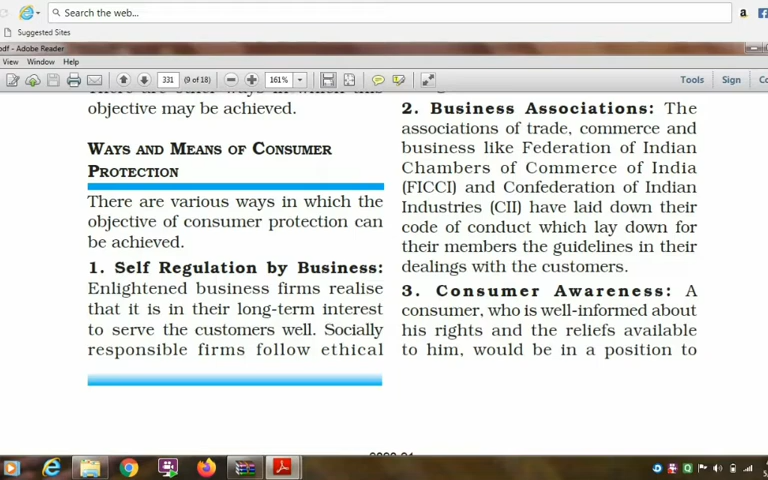 Search the web...
Suggested Sites
pdf - Adobe Reader
View Window Help
331 (9 of 18) 161% Tools Sign
objective may be achieved.
WAYS AND MEANS OF CONSUMER
PROTECTION
There are various ways in which the
objective of consumer protection can
be achieved.
1. Self Regulation by Business:
Enlightened business firms realise
that it is in their long-term interest
to serve the customers well. Socially
responsible firms follow ethical
2. Business Associations: The
associations of trade, commerce and
business like Federation of Indian
Chambers of Commerce of India
(FICCI) and Confederation of Indian
Industries (CII) have laid down their
code of conduct which lay down for
their members the guidelines in their
dealings with the customers.
3. Consumer Awareness: A
consumer, who is well-informed about
his rights and the reliefs available
to him, would be in a position to